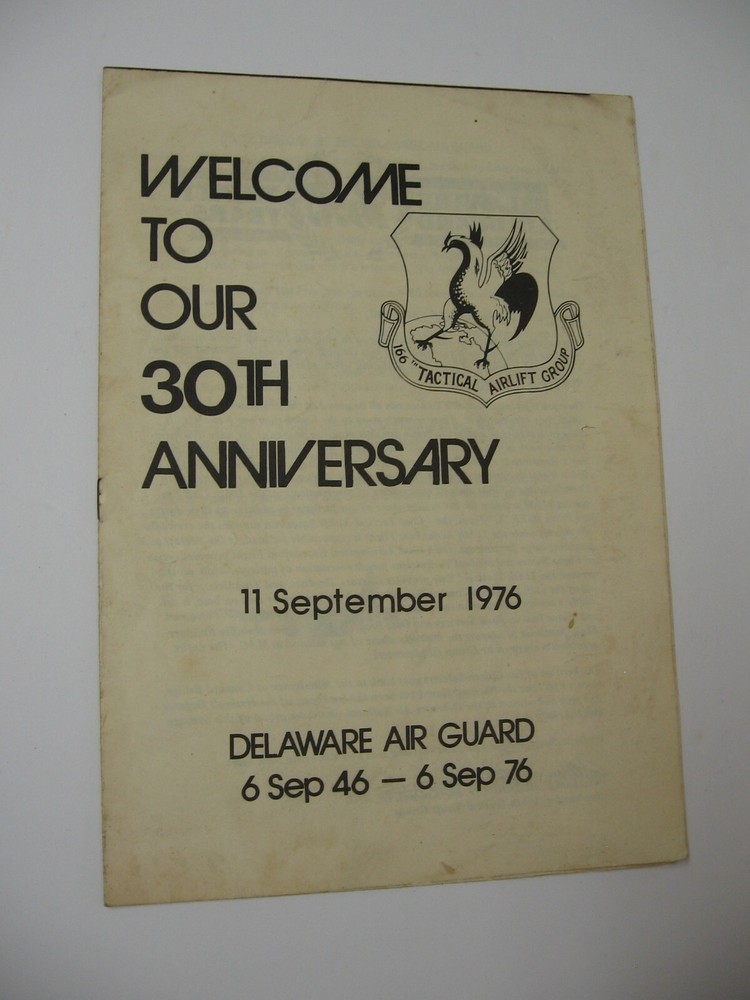 WELCOME
TO
OUR
30TH
ANNIVERSARY
166TH TACTICAL AIRLIFT GROUP
11 September 1976
DELAWARE AIR GUARD
6 Sep 46 — 6 Sep 76